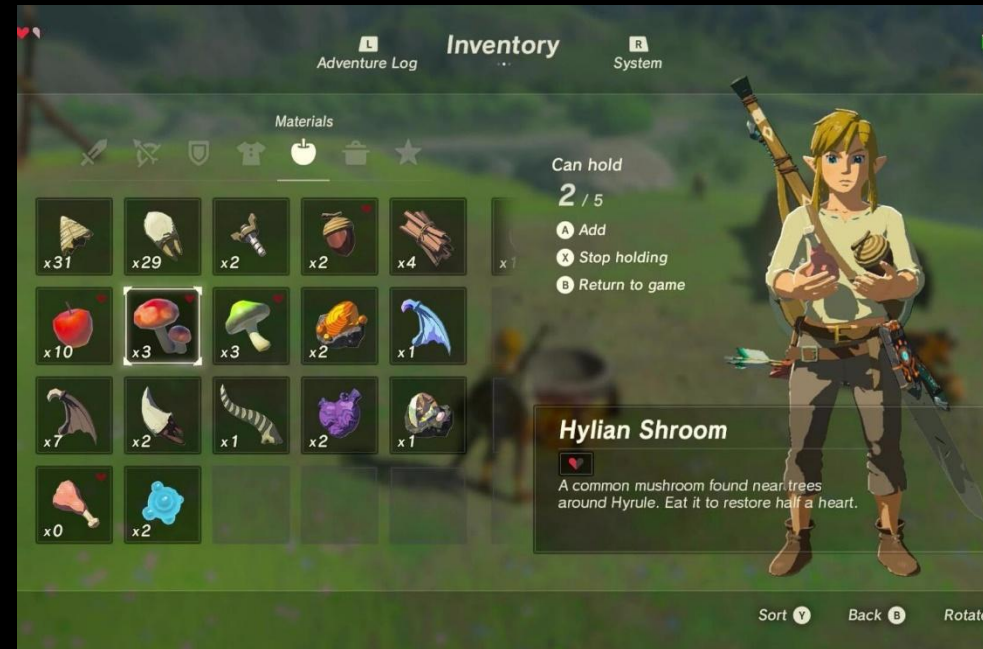 L
Inventory
R
Adventure Log
System
Materials
Can hold
2 / 5
A Add
X Stop holding
B Return to game
x31 x29 x2 x2 x4 x1
x10 x3 x3 x2 x1
x7 x2 x1 x2 x1
x0 x2
Hylian Shroom
A common mushroom found near trees
around Hyrule. Eat it to restore half a heart.
Sort Y Back B Rotate